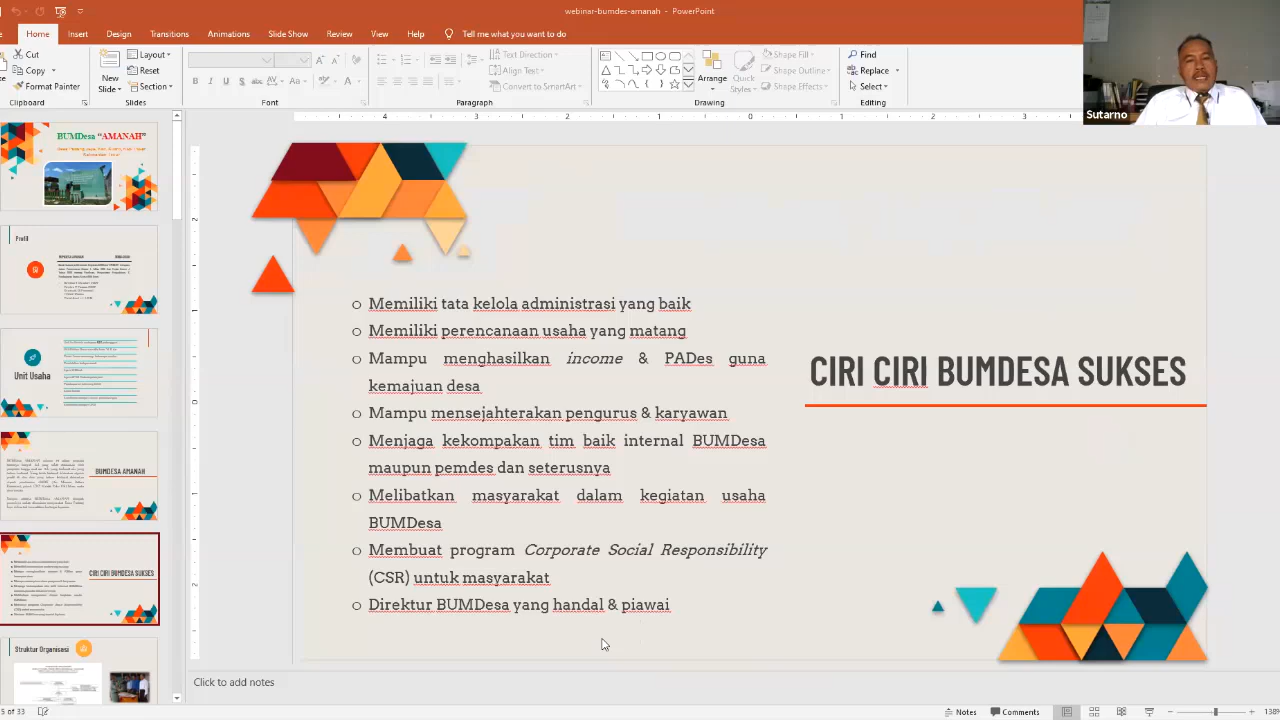 webinar-bumdes-amanah - PowerPoint
Home Insert Design Transitions Animations Slide Show Review View Help Tell me what you want to do
Cut
Copy
Format Painter
Clipboard
New
Slide
Layout
Reset
Section
Slides
Font
Text Direction
Align Text
Convert to SmartArt
Paragraph
Arrange
Quick
Styles
Shape Fill
Shape Outline
Shape Effects
Drawing
Find
Replace
Select
Editing
Sutarno
BUMDesa "AMANAH"
Profil
Unit Usaha
BUMDESA AMANAH
CIRI CIRI BUMDESA SUKSES
Struktur Organisasi
Memiliki tata kelola administrasi yang baik
Memiliki perencanaan usaha yang matang
Mampu menghasilkan income & PADes guna
kemajuan desa
Mampu mensejahterakan pengurus & karyawan
Menjaga kekompakan tim baik internal BUMDesa
maupun pemdes dan seterusnya
Melibatkan masyarakat dalam kegiatan usaha
BUMDesa
Membuat program Corporate Social Responsibility
(CSR) untuk masyarakat
Direktur BUMDesa yang handal & piawai
CIRI CIRI BUMDESA SUKSES
Click to add notes
5 of 33
Notes
Comments
138%